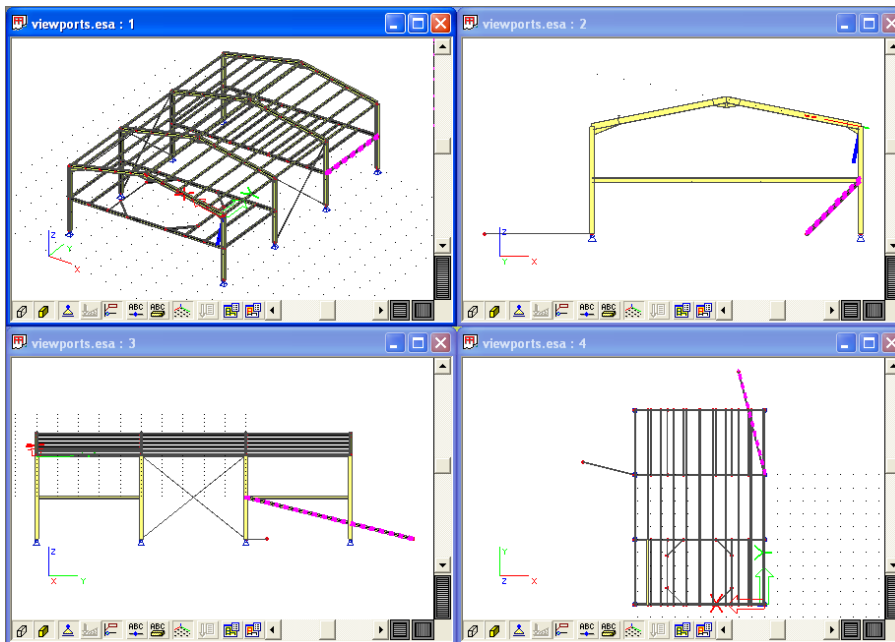 viewports.esa : 1
Z
Y
X
ABC ABC
viewports.esa : 2
Z
Y X
ABC ABC
viewports.esa : 3
Z
X Y
ABC ABC
viewports.esa : 4
Y
Z X
ABC ABC